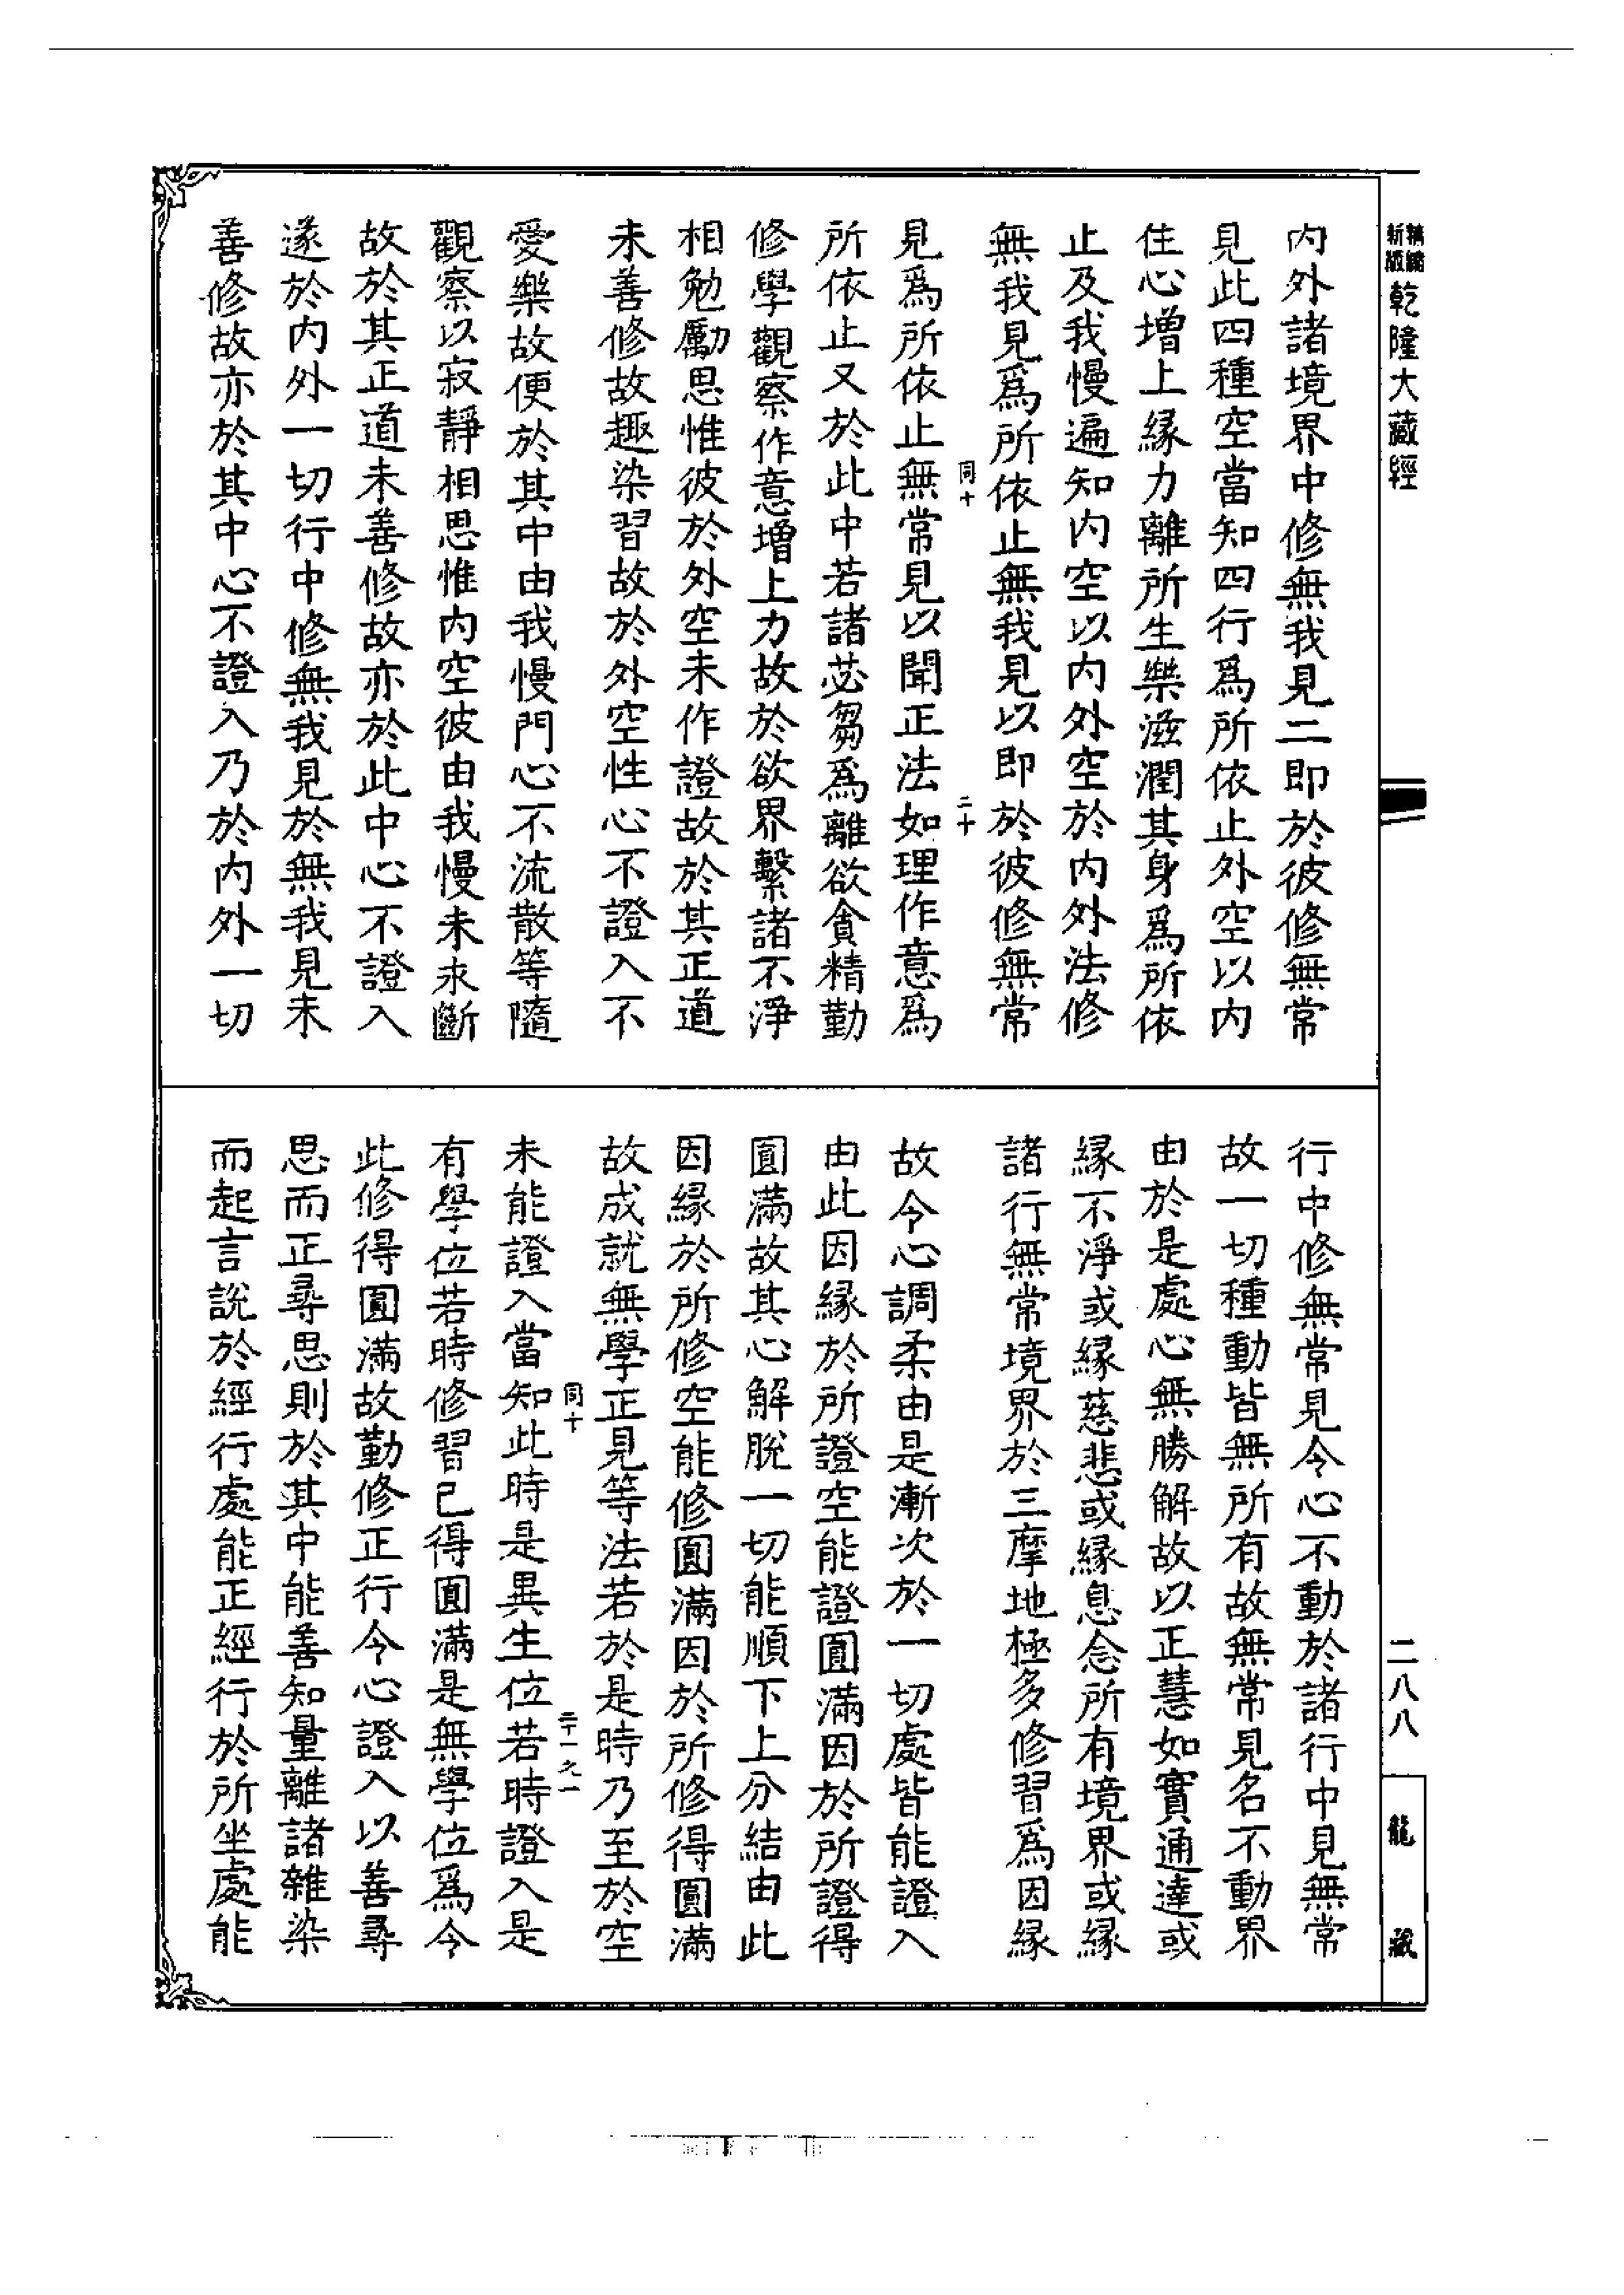 新版精縮
乾隆大藏經
內外諸境界中修無我見二即於彼修無常
見此四種空當知四行爲所依止外空以內
住心增上緣力離所生樂滋潤其身爲所依
止及我慢遍知內空以內外空於內外法修
無我見爲所依止無我見以即於彼修無常
同十
二十
見爲所依止無常見以聞正法如理作意爲
所依止又於此中若諸苾芻爲離欲貪精勤
修學觀察作意增上力故於欲界繫諸不淨
相勉勵思惟彼於外空未作證故於其正道
未善修故趣染習故於外空性心不證入不
愛樂故便於其中由我慢門心不流散等隨
觀察以寂靜相思惟內空彼由我慢未永斷
故於其正道未善修故亦於此中心不證入
遂於內外一切行中修無我見於無我見未
善修故亦於其中心不證入乃於內外一切
行中修無常見令心不動於諸行中見無常
故一切種動皆無所有故無常見名不動界
由於是處心無勝解故以正慧如實通達或
緣不淨或緣慈悲或緣息念所有境界或緣
諸行無常境界於三摩地極多修習爲因緣
故令心調柔由是漸次於一切處皆能證入
由此因緣於所證空能證圓滿因於所證得
圓滿故其心解脫一切能順下上分結由此
因緣於所修空能修圓滿因於所修得圓滿
故成就無學正見等法若於是時乃至於空
同十
二十一之一
未能證入當知此時是異生位若時證入是
有學位若時修習已得圓滿是無學位爲令
此修得圓滿故勤修正行令心證入以善尋
思而正尋思則於其中能善知量離諸雜染
而起言說於經行處能正經行於所坐處能
二八八
龍藏